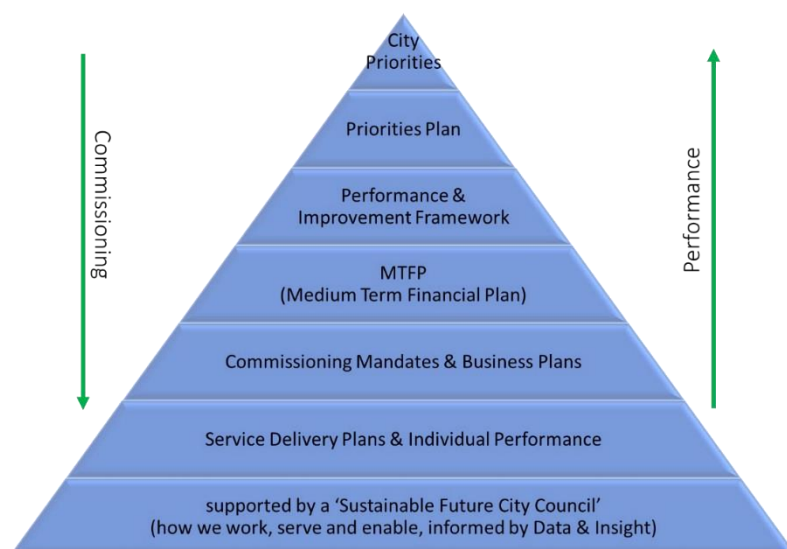 City
Priorities
Priorities Plan
Performance &
Improvement Framework
MTFP
(Medium Term Financial Plan)
Commissioning Mandates & Business Plans
Service Delivery Plans & Individual Performance
supported by a ‘Sustainable Future City Council’
(how we work, serve and enable, informed by Data & Insight)
Commissioning
Performance